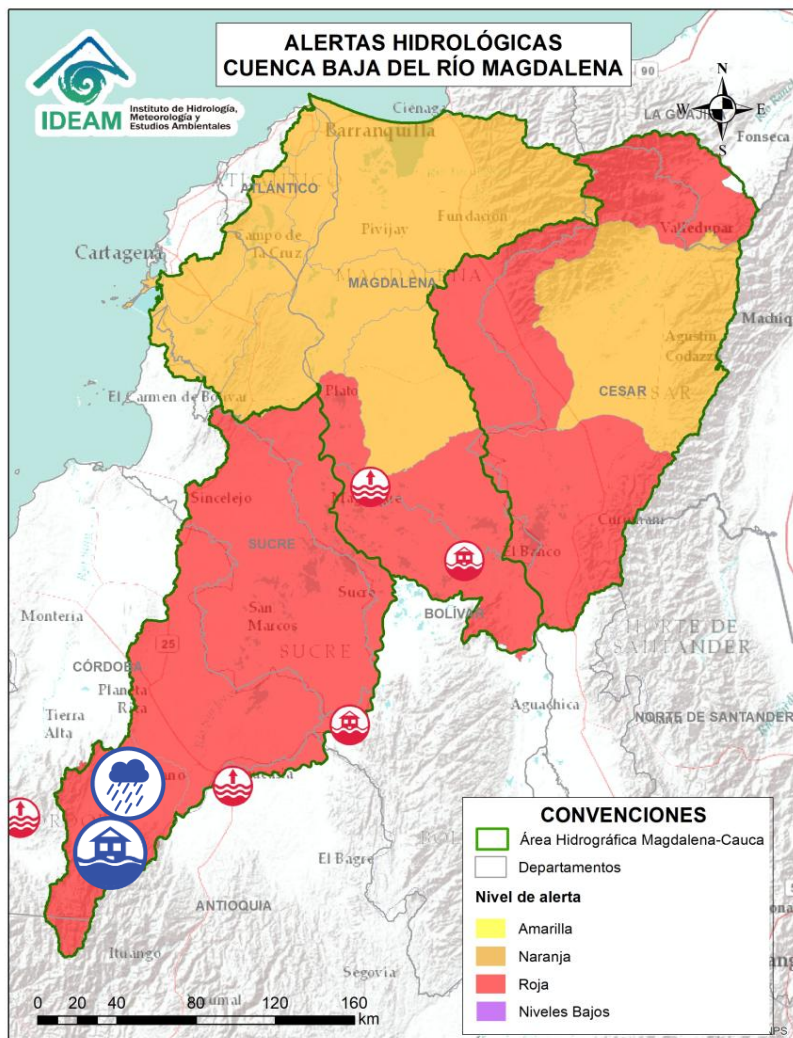 ALERTAS HIDROLÓGICAS
CUENCA BAJA DEL RÍO MAGDALENA
IDEAM
Instituto de Hidrología,
Meteorología y
Estudios Ambientales
N
W
E
S
90
Ciénaga
LA GUAJIRA
Barranquilla
Fonseca
ATLÁNTICO
Valledupar
Fundación
Pivijay
Cartagena
Campo de
la Cruz
MAGDALENA
MAGDALENA
Machiq
Agustín
Codazzi
CESAR
El Carmen de Bolívar
Plato
Sincelejo
Curumaní
SUCRE
El Banco
Sucre
BOLÍVAR
San
Marcos
Montería
NORTE DE
SANTANDER
SUCRE
25
CÓRDOBA
Planeta
Rica
Aguachica
Tierra
Alta
NORTE DE SANTANDER
El Bagre
ANTIOQUIA
Ituango
Segovia
CONVENCIONES
Área Hidrográfica Magdalena-Cauca
Departamentos
Nivel de alerta
Amarilla
Naranja
Roja
Niveles Bajos
0 20 40 80 120 160
km